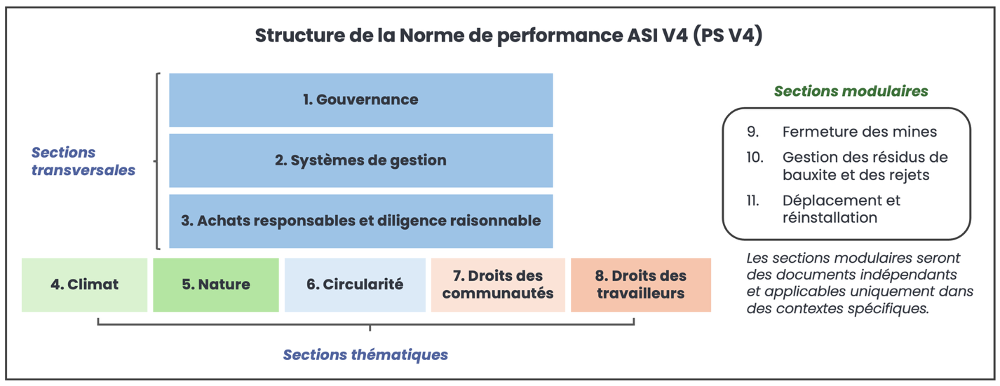 Structure de la Norme de performance ASI V4 (PS V4)
Sections
transversales
1. Gouvernance
2. Systèmes de gestion
3. Achats responsables et diligence raisonnable
4. Climat
5. Nature
6. Circularité
7. Droits des
communautés
8. Droits des
travailleurs
Sections thématiques
Sections modulaires
9. Fermeture des mines
10. Gestion des résidus de
bauxite et des rejets
11. Déplacement et
réinstallation
Les sections modulaires seront
des documents indépendants
et applicables uniquement dans
des contextes spécifiques.